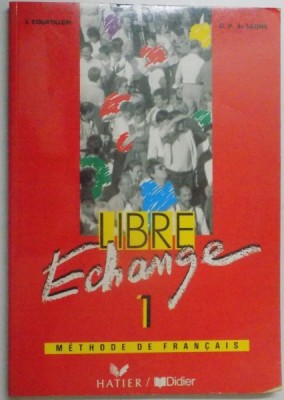 J. COURTILLON
G. D. de SALINS
LIBRE
Echange
1
MÉTHODE DE FRANÇAIS
HATIER / Didier